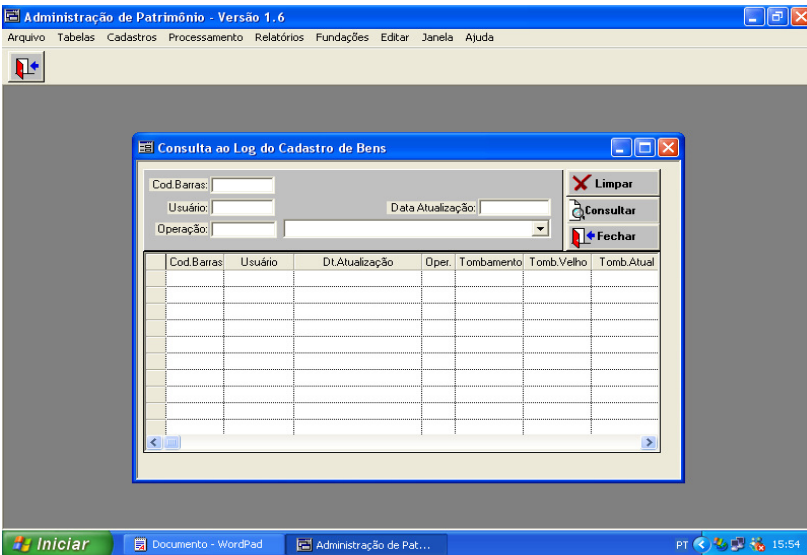 Administração de Patrimônio - Versão 1.6
Arquivo Tabelas Cadastros Processamento Relatórios Fundações Editar Janela Ajuda
Consulta ao Log do Cadastro de Bens
Cod.Barras: Limpar
Usuário: Data Atualização: Consultar
Operação: Fechar
Cod.Barras Usuário Dt.Atualização Oper. Tombamento Tomb.Velho Tomb.Atual
Iniciar Documento - WordPad Administração de Pat... PT 15:54